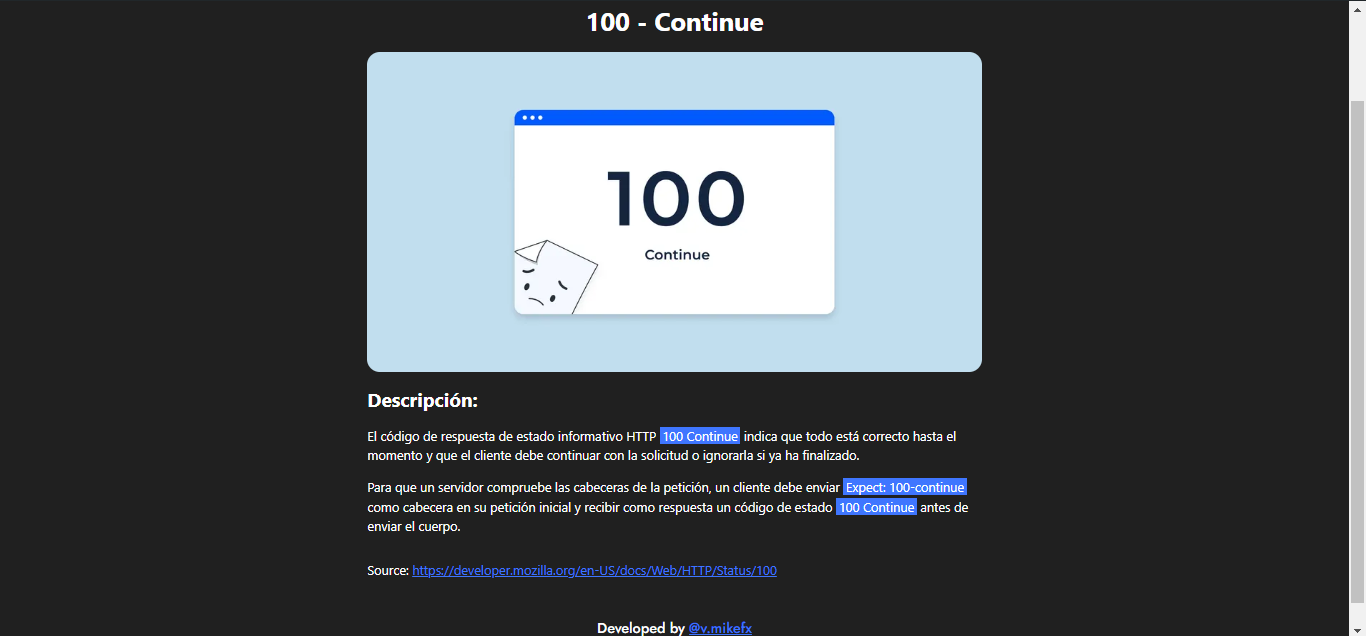 100 - Continue
100
Continue
Descripción:
El código de respuesta de estado informativo HTTP 100 Continue indica que todo está correcto hasta el
momento y que el cliente debe continuar con la solicitud o ignorarla si ya ha finalizado.
Para que un servidor compruebe las cabeceras de la petición, un cliente debe enviar Expect: 100-continue
como cabecera en su petición inicial y recibir como respuesta un código de estado 100 Continue antes de
enviar el cuerpo.
Source: https://developer.mozilla.org/en-US/docs/Web/HTTP/Status/100
Developed by @v.mikefx